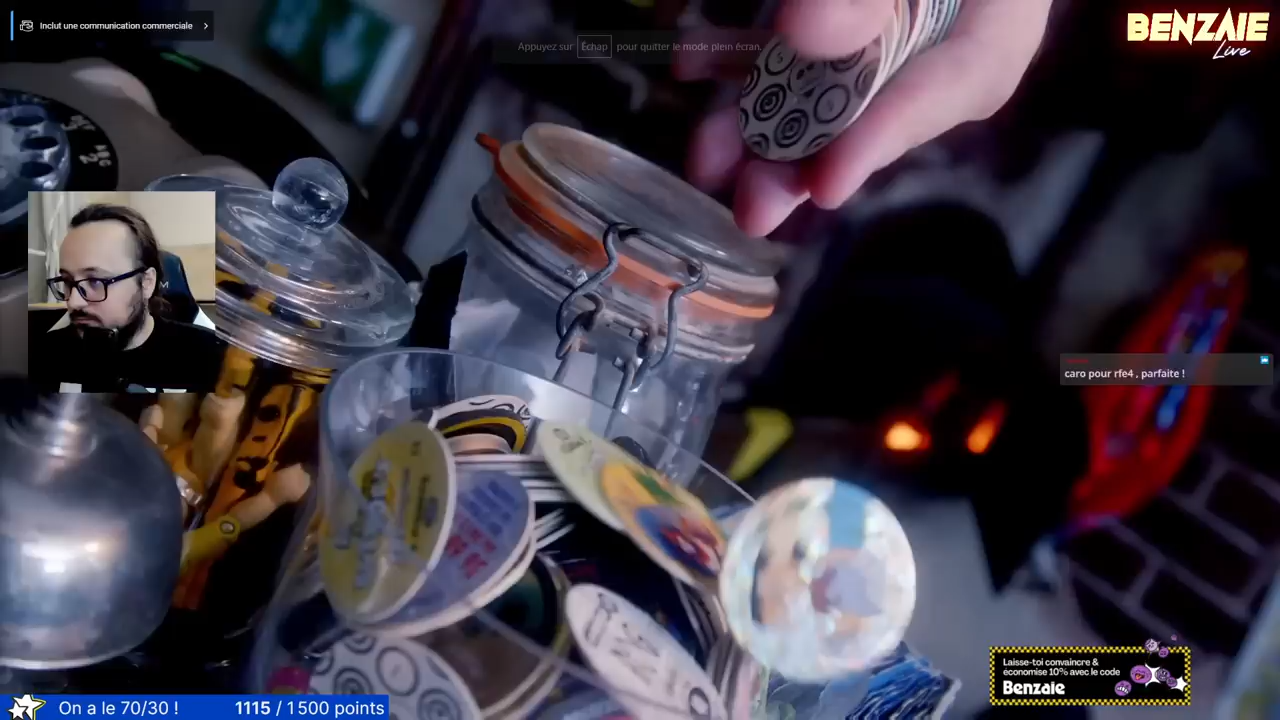 Inclut une communication commerciale
Appuyez sur Échap pour quitter le mode plein écran.
BENZAIE
Live
caro pour rfe4 , parfaite !
Laisse-toi convaincre &
économise 10% avec le code
Benzaie
On a le 70/30 ! 1115 / 1500 points